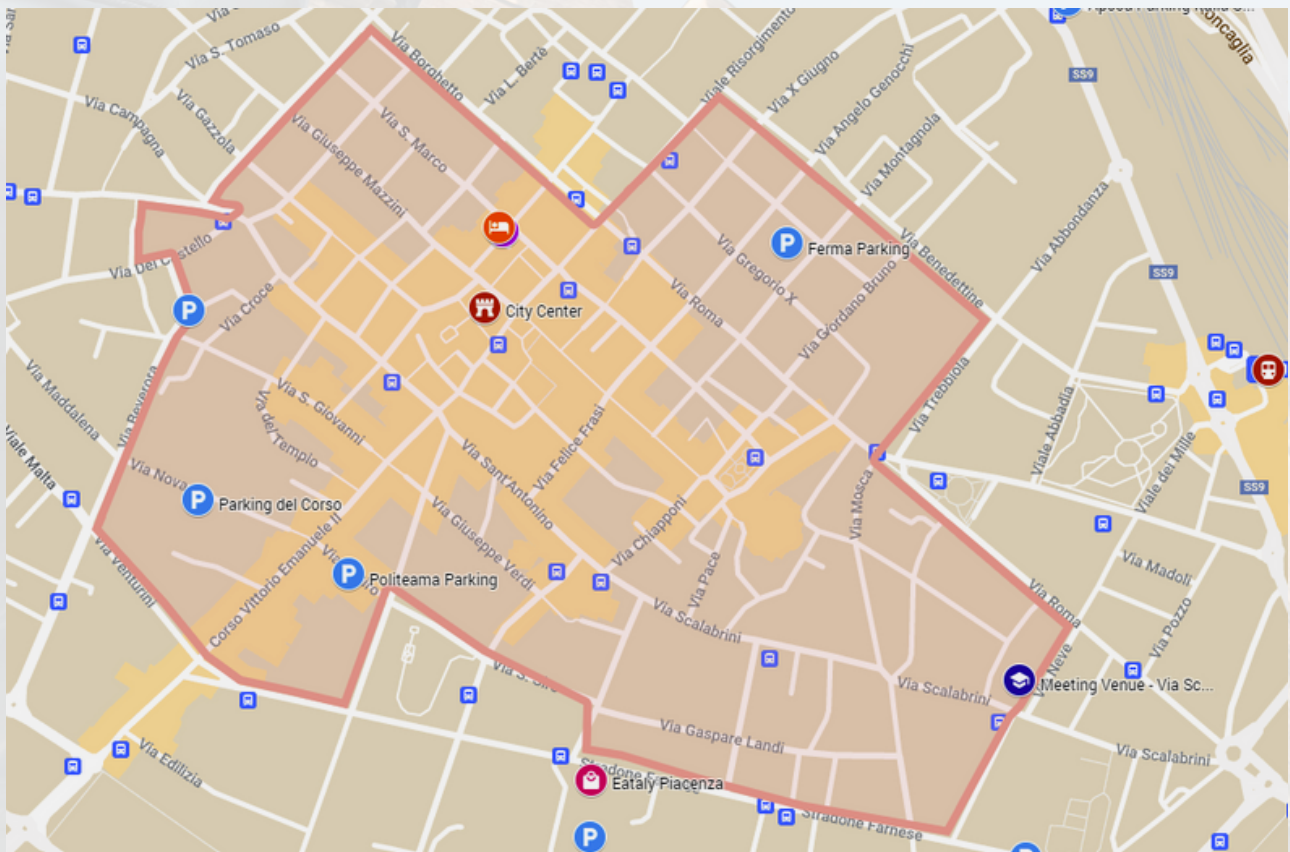 Via S. Tomaso
Via Borghetto
Via L. Bertè
Viale Risorgimento
Via X Giugno
Via Angelo Genocchi
Roncaglia
SS9
Via Campagna
Via Gazzola
Via Giuseppe Mazzini
Via S. Marco
Via Montagnola
Via Abbondanza
Via Del Castello
Via Croce
P
City Center
P
Ferma Parking
Via Gregorio X
Via Giordano Bruno
Via Benedettine
Via Roma
SS9
Via Maddalena
Via Beverora
Via S. Giovanni
Via del Tempio
Via Sant'Antonino
Via Felice Frasi
Via Trebbiola
Viale Abbadia
Viale dei Mille
SS9
Viale Malta
Via Nova
P
Parking del Corso
Via Giuseppe Verdi
Via Chiapponi
Via Mosca
Via Venturini
Corso Vittorio Emanuele II
P
Politeama Parking
Via Pace
Via Scalabrini
Via Roma
Via Madoli
Via Pozzo
Via Neve
Via S. Siro
Via Scalabrini
Meeting Venue - Via Sc...
Via Gaspare Landi
Via Scalabrini
Via Edilizia
Eataly Piacenza
Stradone Farnese
P